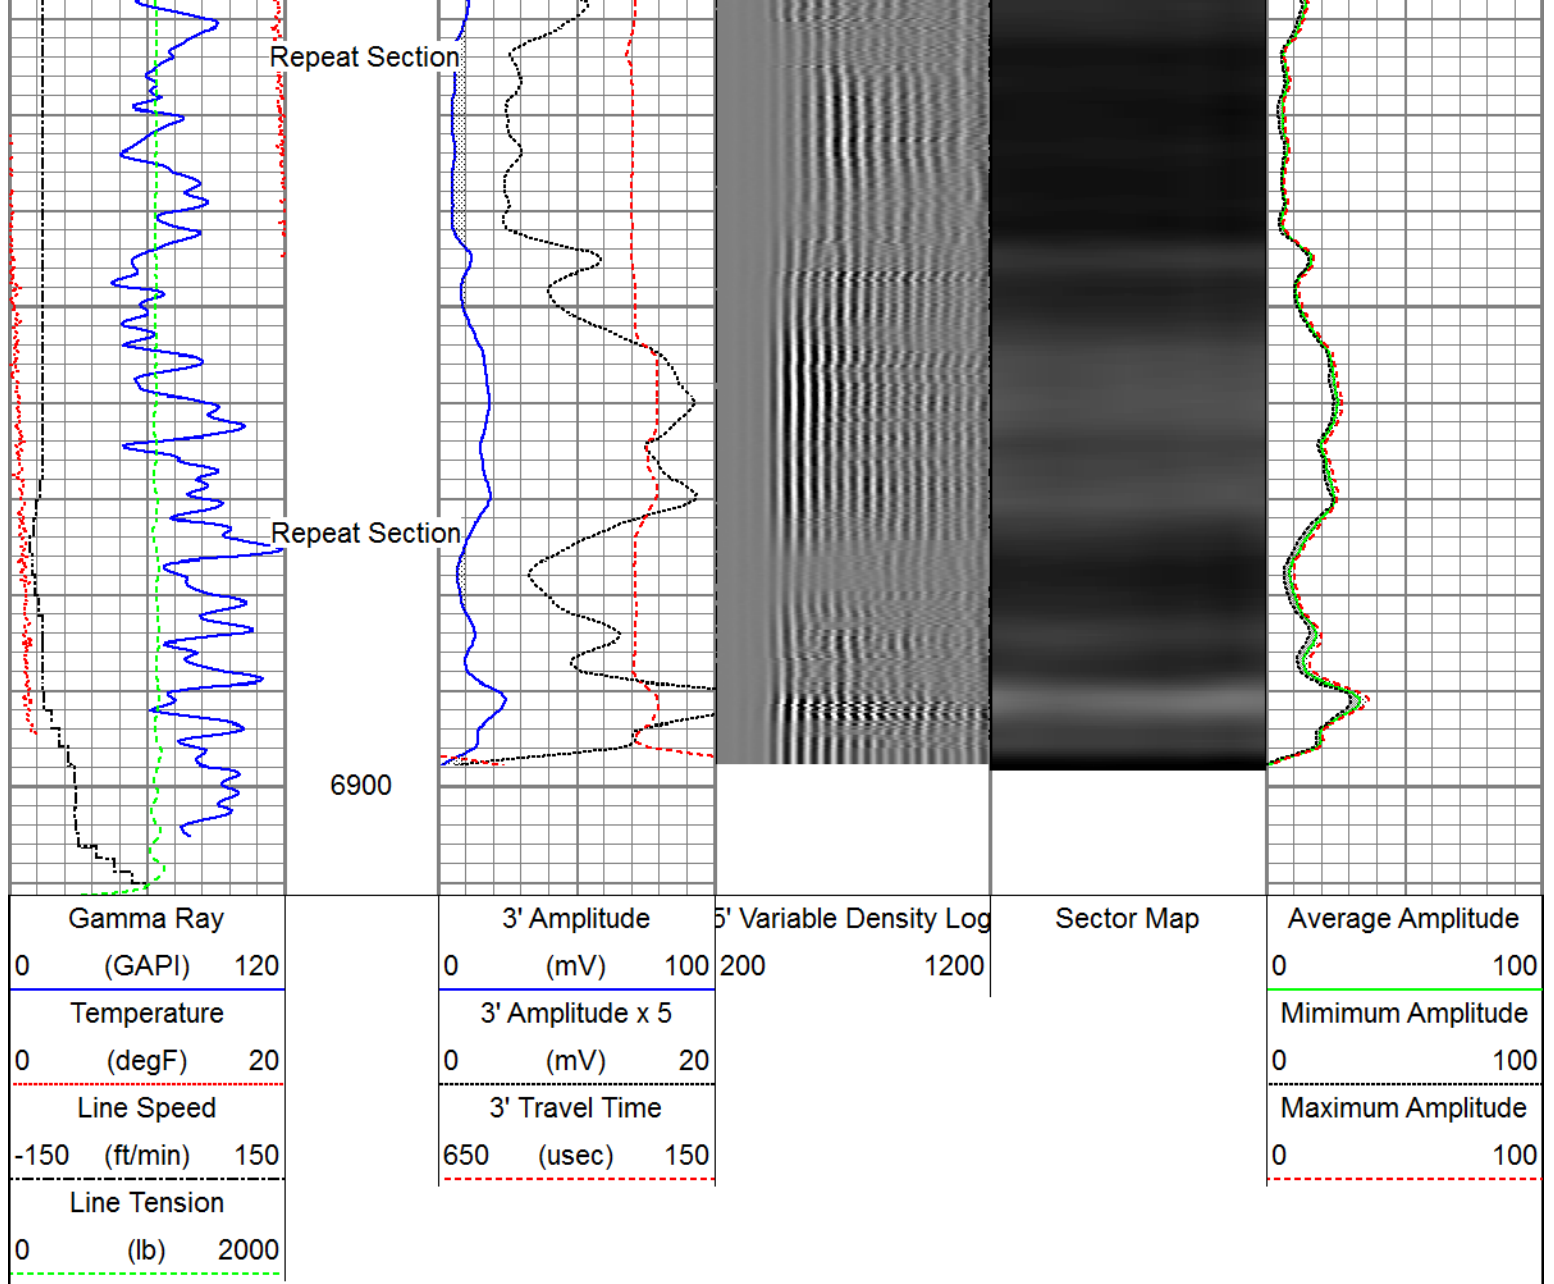 Repeat Section
Repeat Section
6900
Gamma Ray
0 (GAPI) 120
Temperature
0 (degF) 20
Line Speed
-150 (ft/min) 150
Line Tension
0 (lb) 2000
3' Amplitude
0 (mV) 100
3' Amplitude x 5
0 (mV) 20
3' Travel Time
650 (usec) 150
5' Variable Density Log
200 1200
Sector Map
Average Amplitude
0 100
Mimimum Amplitude
0 100
Maximum Amplitude
0 100